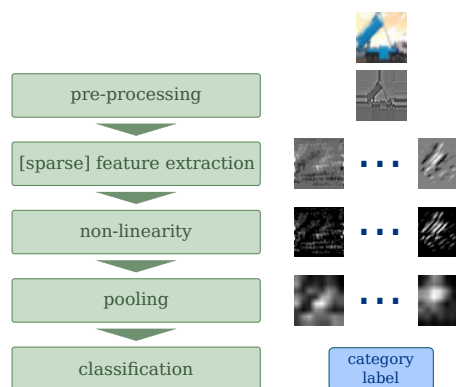 pre-processing
[sparse] feature extraction
...
non-linearity
...
pooling
...
classification
category
label